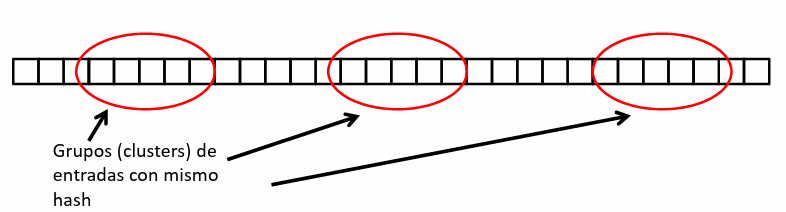 Grupos (clusters) de
entradas con mismo
hash